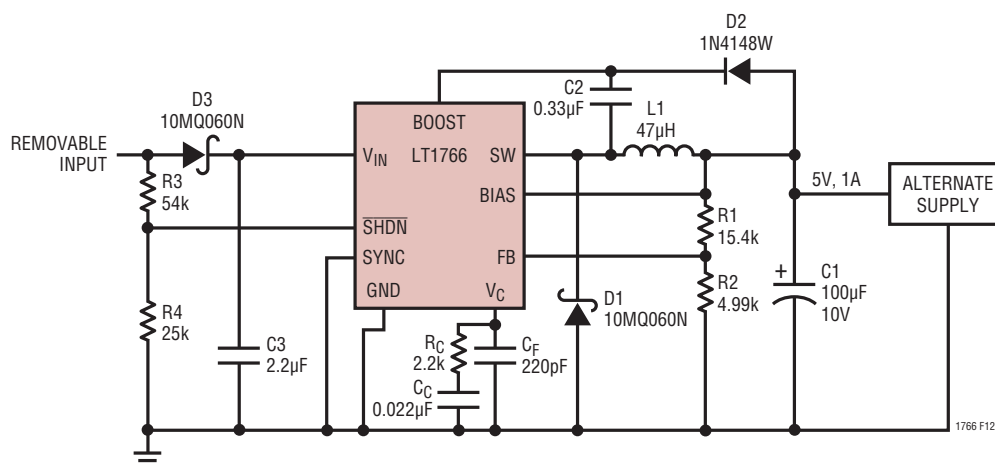 D2
1N4148W
D3
10MQ060N
C2
0.33µF
L1
47µH
BOOST
LT1766
REMOVABLE
INPUT
VIN
SW
R3
54k
BIAS
5V, 1A
ALTERNATE
SUPPLY
SHDN
SYNC
R1
15.4k
FB
GND
VC
R4
25k
D1
10MQ060N
R2
4.99k
+
C1
100µF
10V
C3
2.2µF
RC
2.2k
CF
220pF
CC
0.022µF
1766 F12